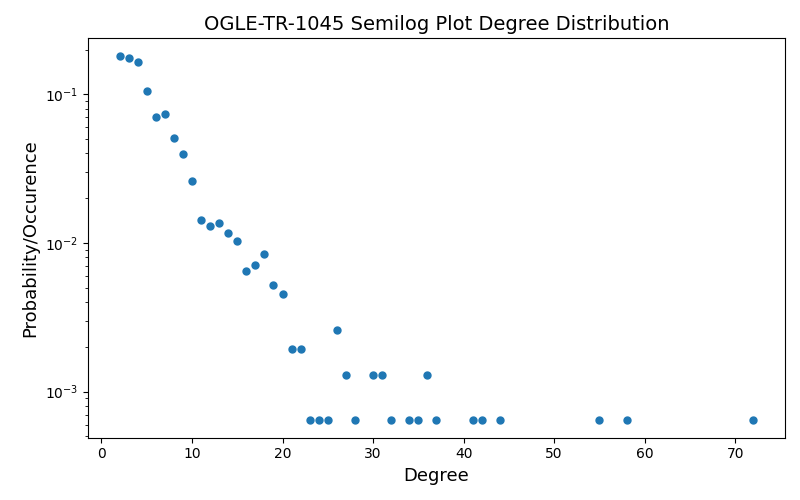 OGLE-TR-1045 Semilog Plot Degree Distribution
Probability/Occurence
10⁻¹
10⁻²
10⁻³
0 10 20 30 40 50 60 70
Degree